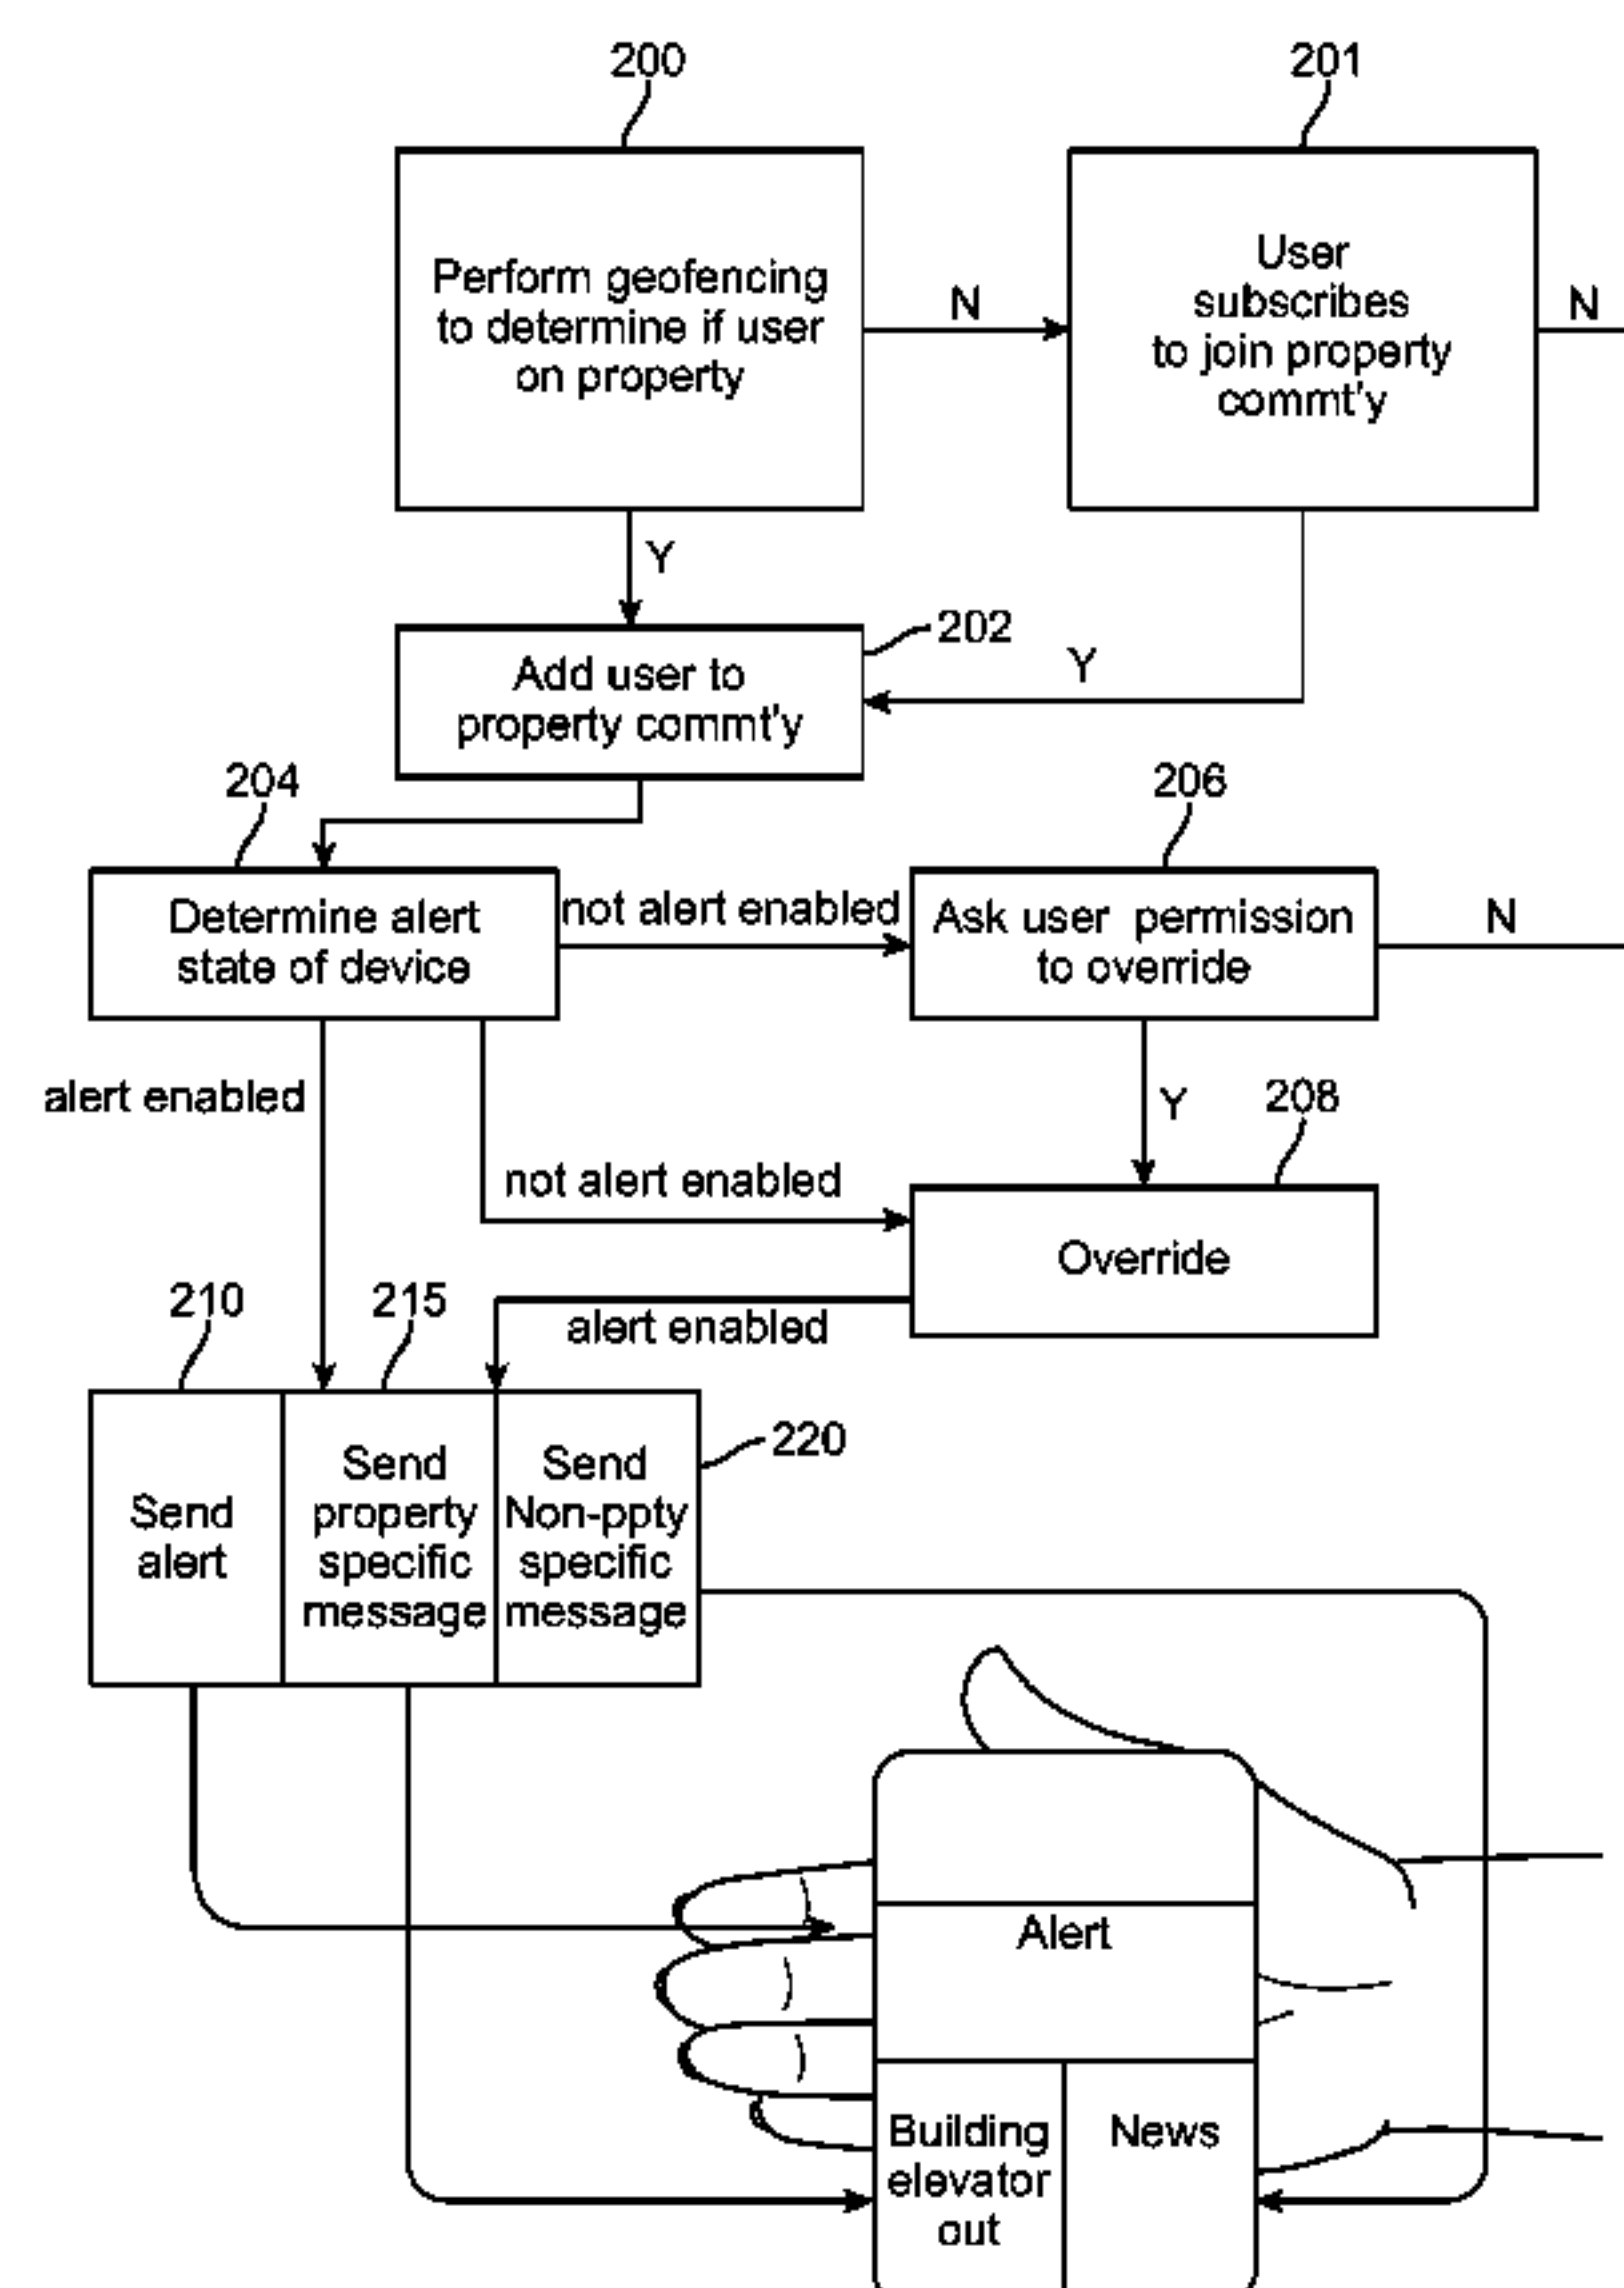 200
201
Perform geofencing
to determine if user
on property
N
User
subscribes
to join property
commt'y
N
Y
202
Add user to
property commt'y
Y
204
206
Determine alert
state of device
not alert enabled
Ask user permission
to override
N
alert enabled
Y
208
not alert enabled
Override
210
215
alert enabled
220
Send
alert
Send
property
specific
message
Send
Non-ppty
specific
message
Alert
Building
elevator
out
News